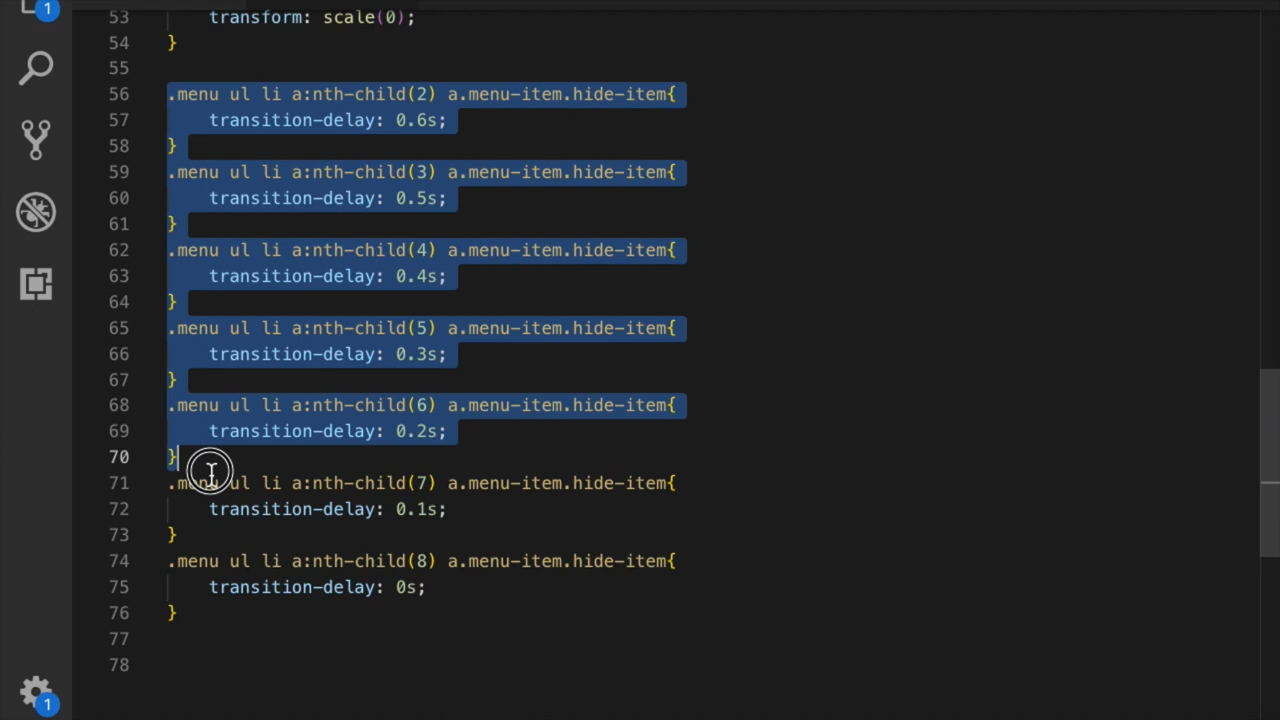 1
53 transform: scale(0);
54 }
55
56 .menu ul li a:nth-child(2) a.menu-item.hide-item{
57 transition-delay: 0.6s;
58 }
59 .menu ul li a:nth-child(3) a.menu-item.hide-item{
60 transition-delay: 0.5s;
61 }
62 .menu ul li a:nth-child(4) a.menu-item.hide-item{
63 transition-delay: 0.4s;
64 }
65 .menu ul li a:nth-child(5) a.menu-item.hide-item{
66 transition-delay: 0.3s;
67 }
68 .menu ul li a:nth-child(6) a.menu-item.hide-item{
69 transition-delay: 0.2s;
70 }
71 .menu ul li a:nth-child(7) a.menu-item.hide-item{
72 transition-delay: 0.1s;
73 }
74 .menu ul li a:nth-child(8) a.menu-item.hide-item{
75 transition-delay: 0s;
76 }
77
78
1